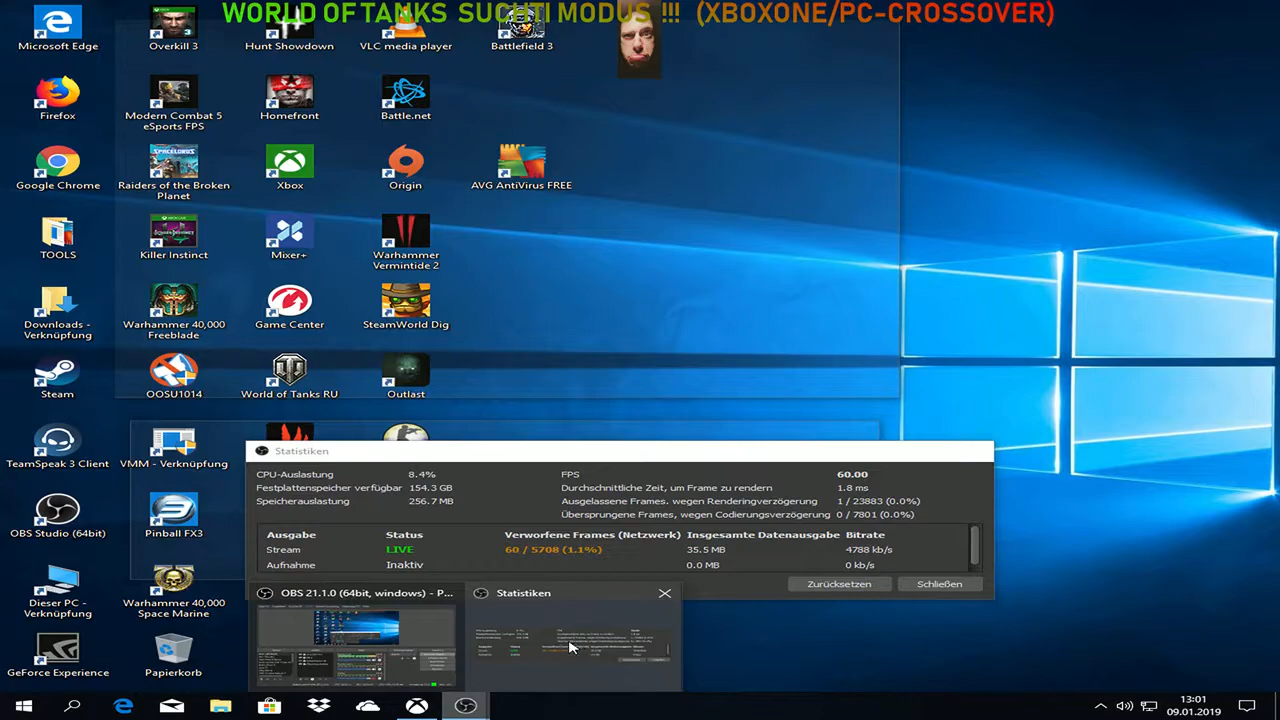 WORLD OF TANKS SUCHTI MODUS !!! (XBOXONE/PC-CROSSOVER)
Microsoft Edge
Overkill 3
Hunt Showdown
VLC media player
Battlefield 3
Firefox
Modern Combat 5
eSports FPS
Homefront
Battle.net
Google Chrome
SPACELORDS
Raiders of the Broken
Planet
Xbox
Origin
AVG AntiVirus FREE
TOOLS
Killer Instinct
Mixer+
Warhammer
Vermintide 2
Downloads -
Verknüpfung
Warhammer 40,000
Freeblade
Game Center
SteamWorld Dig
Steam
OOSU1014
World of Tanks RU
Outlast
TeamSpeak 3 Client
VMM - Verknüpfung
OBS Studio (64bit)
Pinball FX3
Dieser PC -
Verknüpfung
Warhammer 40,000
Space Marine
rce Experie
Papierkorb
Statistiken
CPU-Auslastung 8.4%
Festplattenspeicher verfügbar 154.3 GB
Speicherauslastung 256.7 MB
FPS 60.00
Durchschnittliche Zeit, um Frame zu rendern 1.8 ms
Ausgelassene Frames. wegen Renderingverzögerung 1 / 23883 (0.0%)
Übersprungene Frames, wegen Codierungsverzögerung 0 / 7801 (0.0%)
Ausgabe Status Verworfene Frames (Netzwerk) Insgesamte Datenausgabe Bitrate
Stream LIVE 60 / 5708 (1.1%) 35.5 MB 4788 kb/s
Aufnahme Inaktiv 0.0 MB 0 kb/s
Zurücksetzen Schließen
OBS 21.1.0 (64bit, windows) - P...
Statistiken
13:01
09.01.2019